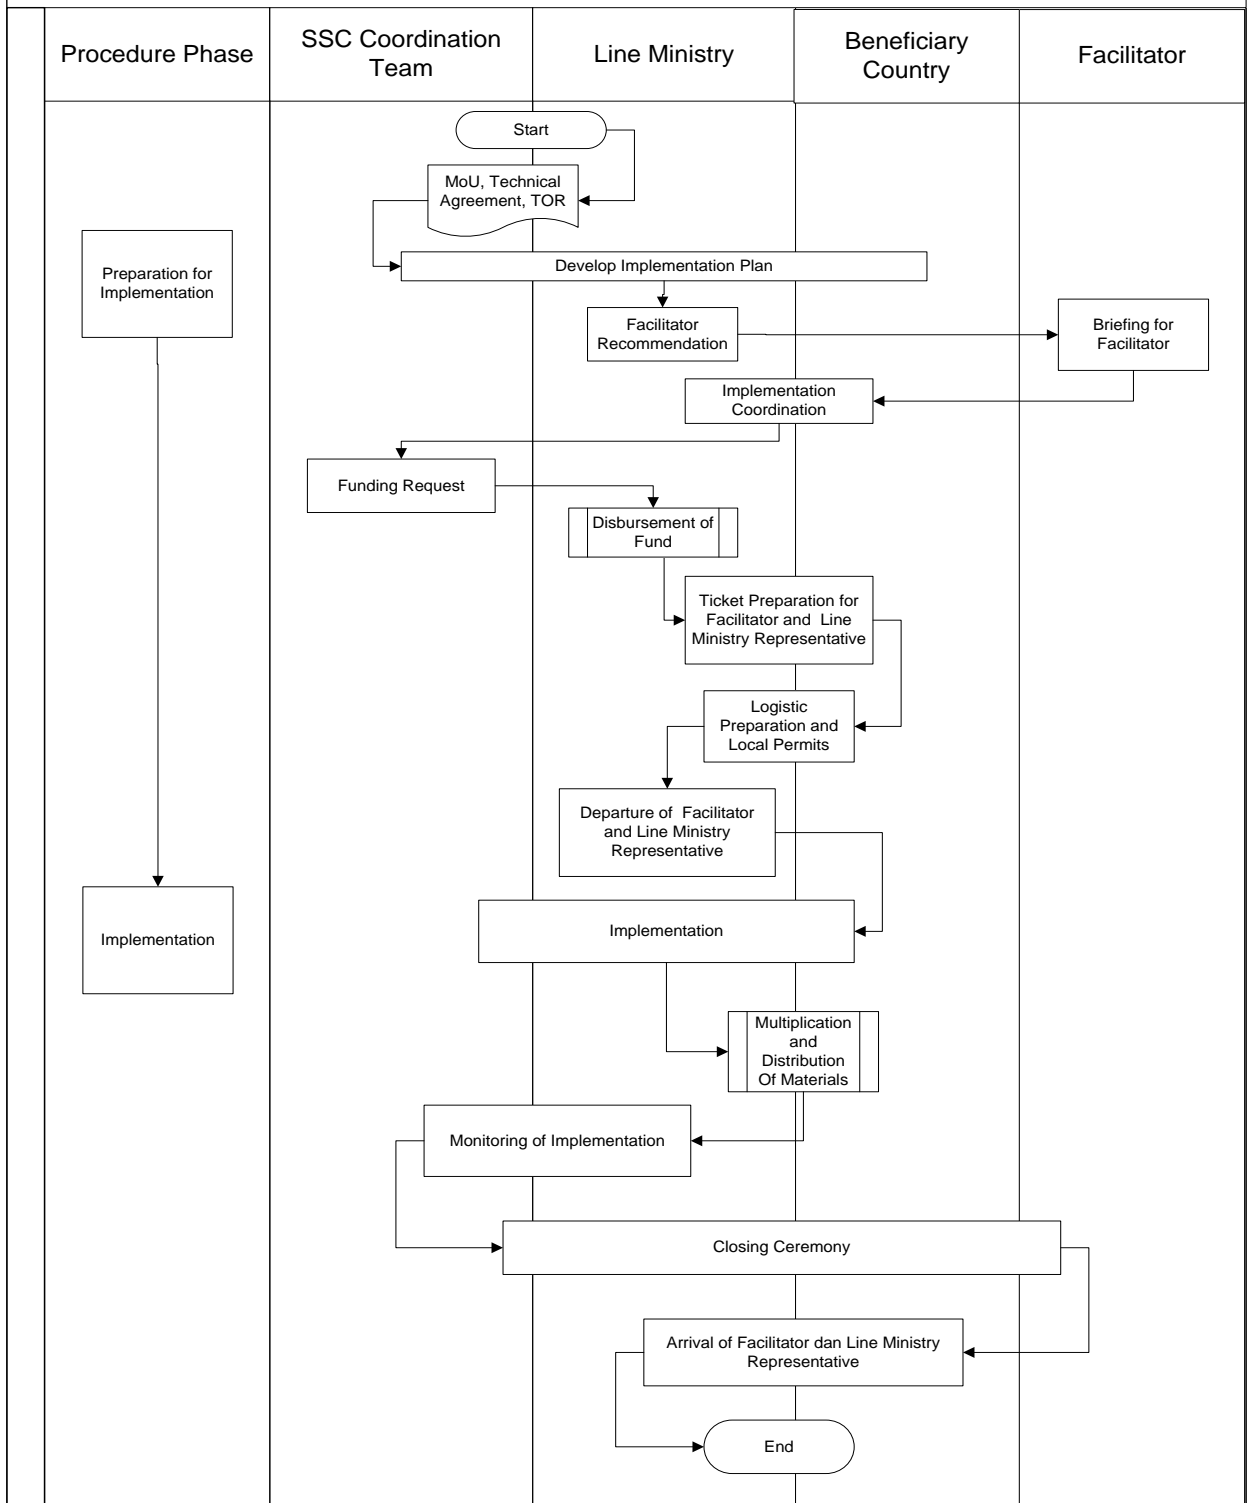 Procedure Phase
SSC Coordination
Team
Line Ministry
Beneficiary
Country
Facilitator
Start
MoU, Technical
Agreement, TOR
Develop Implementation Plan
Preparation for
Implementation
Facilitator
Recommendation
Briefing for
Facilitator
Implementation
Coordination
Funding Request
Disbursement of
Fund
Ticket Preparation for
Facilitator and Line
Ministry Representative
Logistic
Preparation and
Local Permits
Departure of Facilitator
and Line Ministry
Representative
Implementation
Implementation
Multiplication
and
Distribution
Of Materials
Monitoring of Implementation
Closing Ceremony
Arrival of Facilitator dan Line Ministry
Representative
End